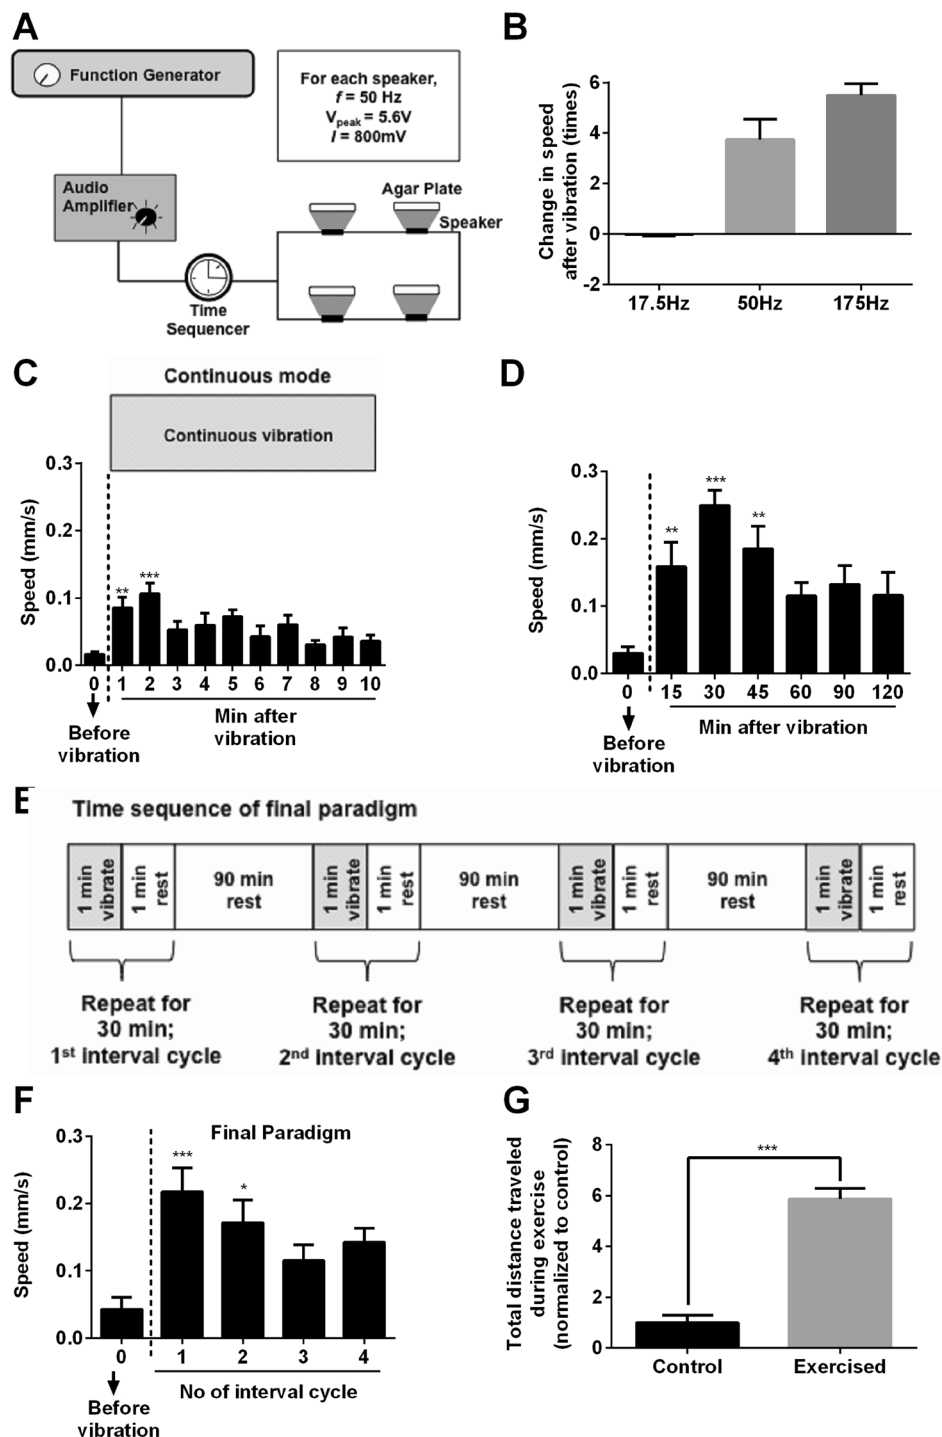 A
Function Generator
For each speaker,
f = 50 Hz
Vpeak = 5.6V
I = 800mV
Audio
Amplifier
Agar Plate
Speaker
Time
Sequencer
B
Change in speed
after vibration (times)
6
4
2
0
-2
17.5Hz 50Hz 175Hz
C
Continuous mode
Continuous vibration
Speed (mm/s)
0.3
0.2
0.1
0.0
** ***
0 1 2 3 4 5 6 7 8 9 10
Before
vibration
Min after
vibration
D
Speed (mm/s)
0.3
0.2
0.1
0.0
** *** **
0 15 30 45 60 90 120
Before
vibration
Min after vibration
E
Time sequence of final paradigm
1 min
vibrate
1 min
rest
90 min
rest
1 min
vibrate
1 min
rest
90 min
rest
1 min
vibrate
1 min
rest
90 min
rest
1 min
vibrate
1 min
rest
Repeat for
30 min;
1st interval cycle
Repeat for
30 min;
2nd interval cycle
Repeat for
30 min;
3rd interval cycle
Repeat for
30 min;
4th interval cycle
F
Final Paradigm
Speed (mm/s)
0.3
0.2
0.1
0.0
*** *
0 1 2 3 4
Before
vibration
No of interval cycle
G
Total distance traveled
during exercise
(normalized to control)
8
6
4
2
0
***
Control Exercised